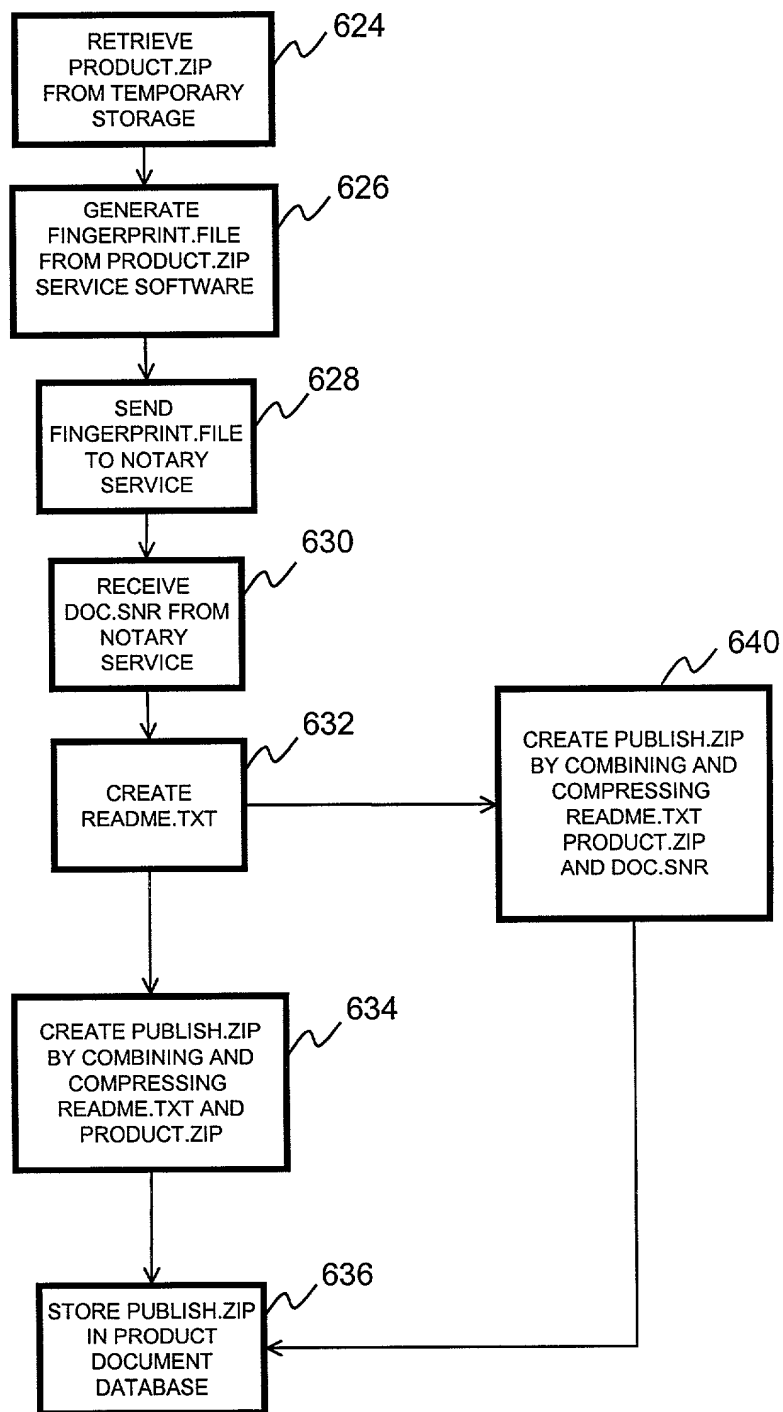 624
RETRIEVE
PRODUCT.ZIP
FROM TEMPORARY
STORAGE
626
GENERATE
FINGERPRINT.FILE
FROM PRODUCT.ZIP
SERVICE SOFTWARE
628
SEND
FINGERPRINT.FILE
TO NOTARY
SERVICE
630
RECEIVE
DOC.SNR FROM
NOTARY
SERVICE
632
CREATE
README.TXT
640
CREATE PUBLISH.ZIP
BY COMBINING AND
COMPRESSING
README.TXT
PRODUCT.ZIP
AND DOC.SNR
634
CREATE PUBLISH.ZIP
BY COMBINING AND
COMPRESSING
README.TXT AND
PRODUCT.ZIP
636
STORE PUBLISH.ZIP
IN PRODUCT
DOCUMENT
DATABASE